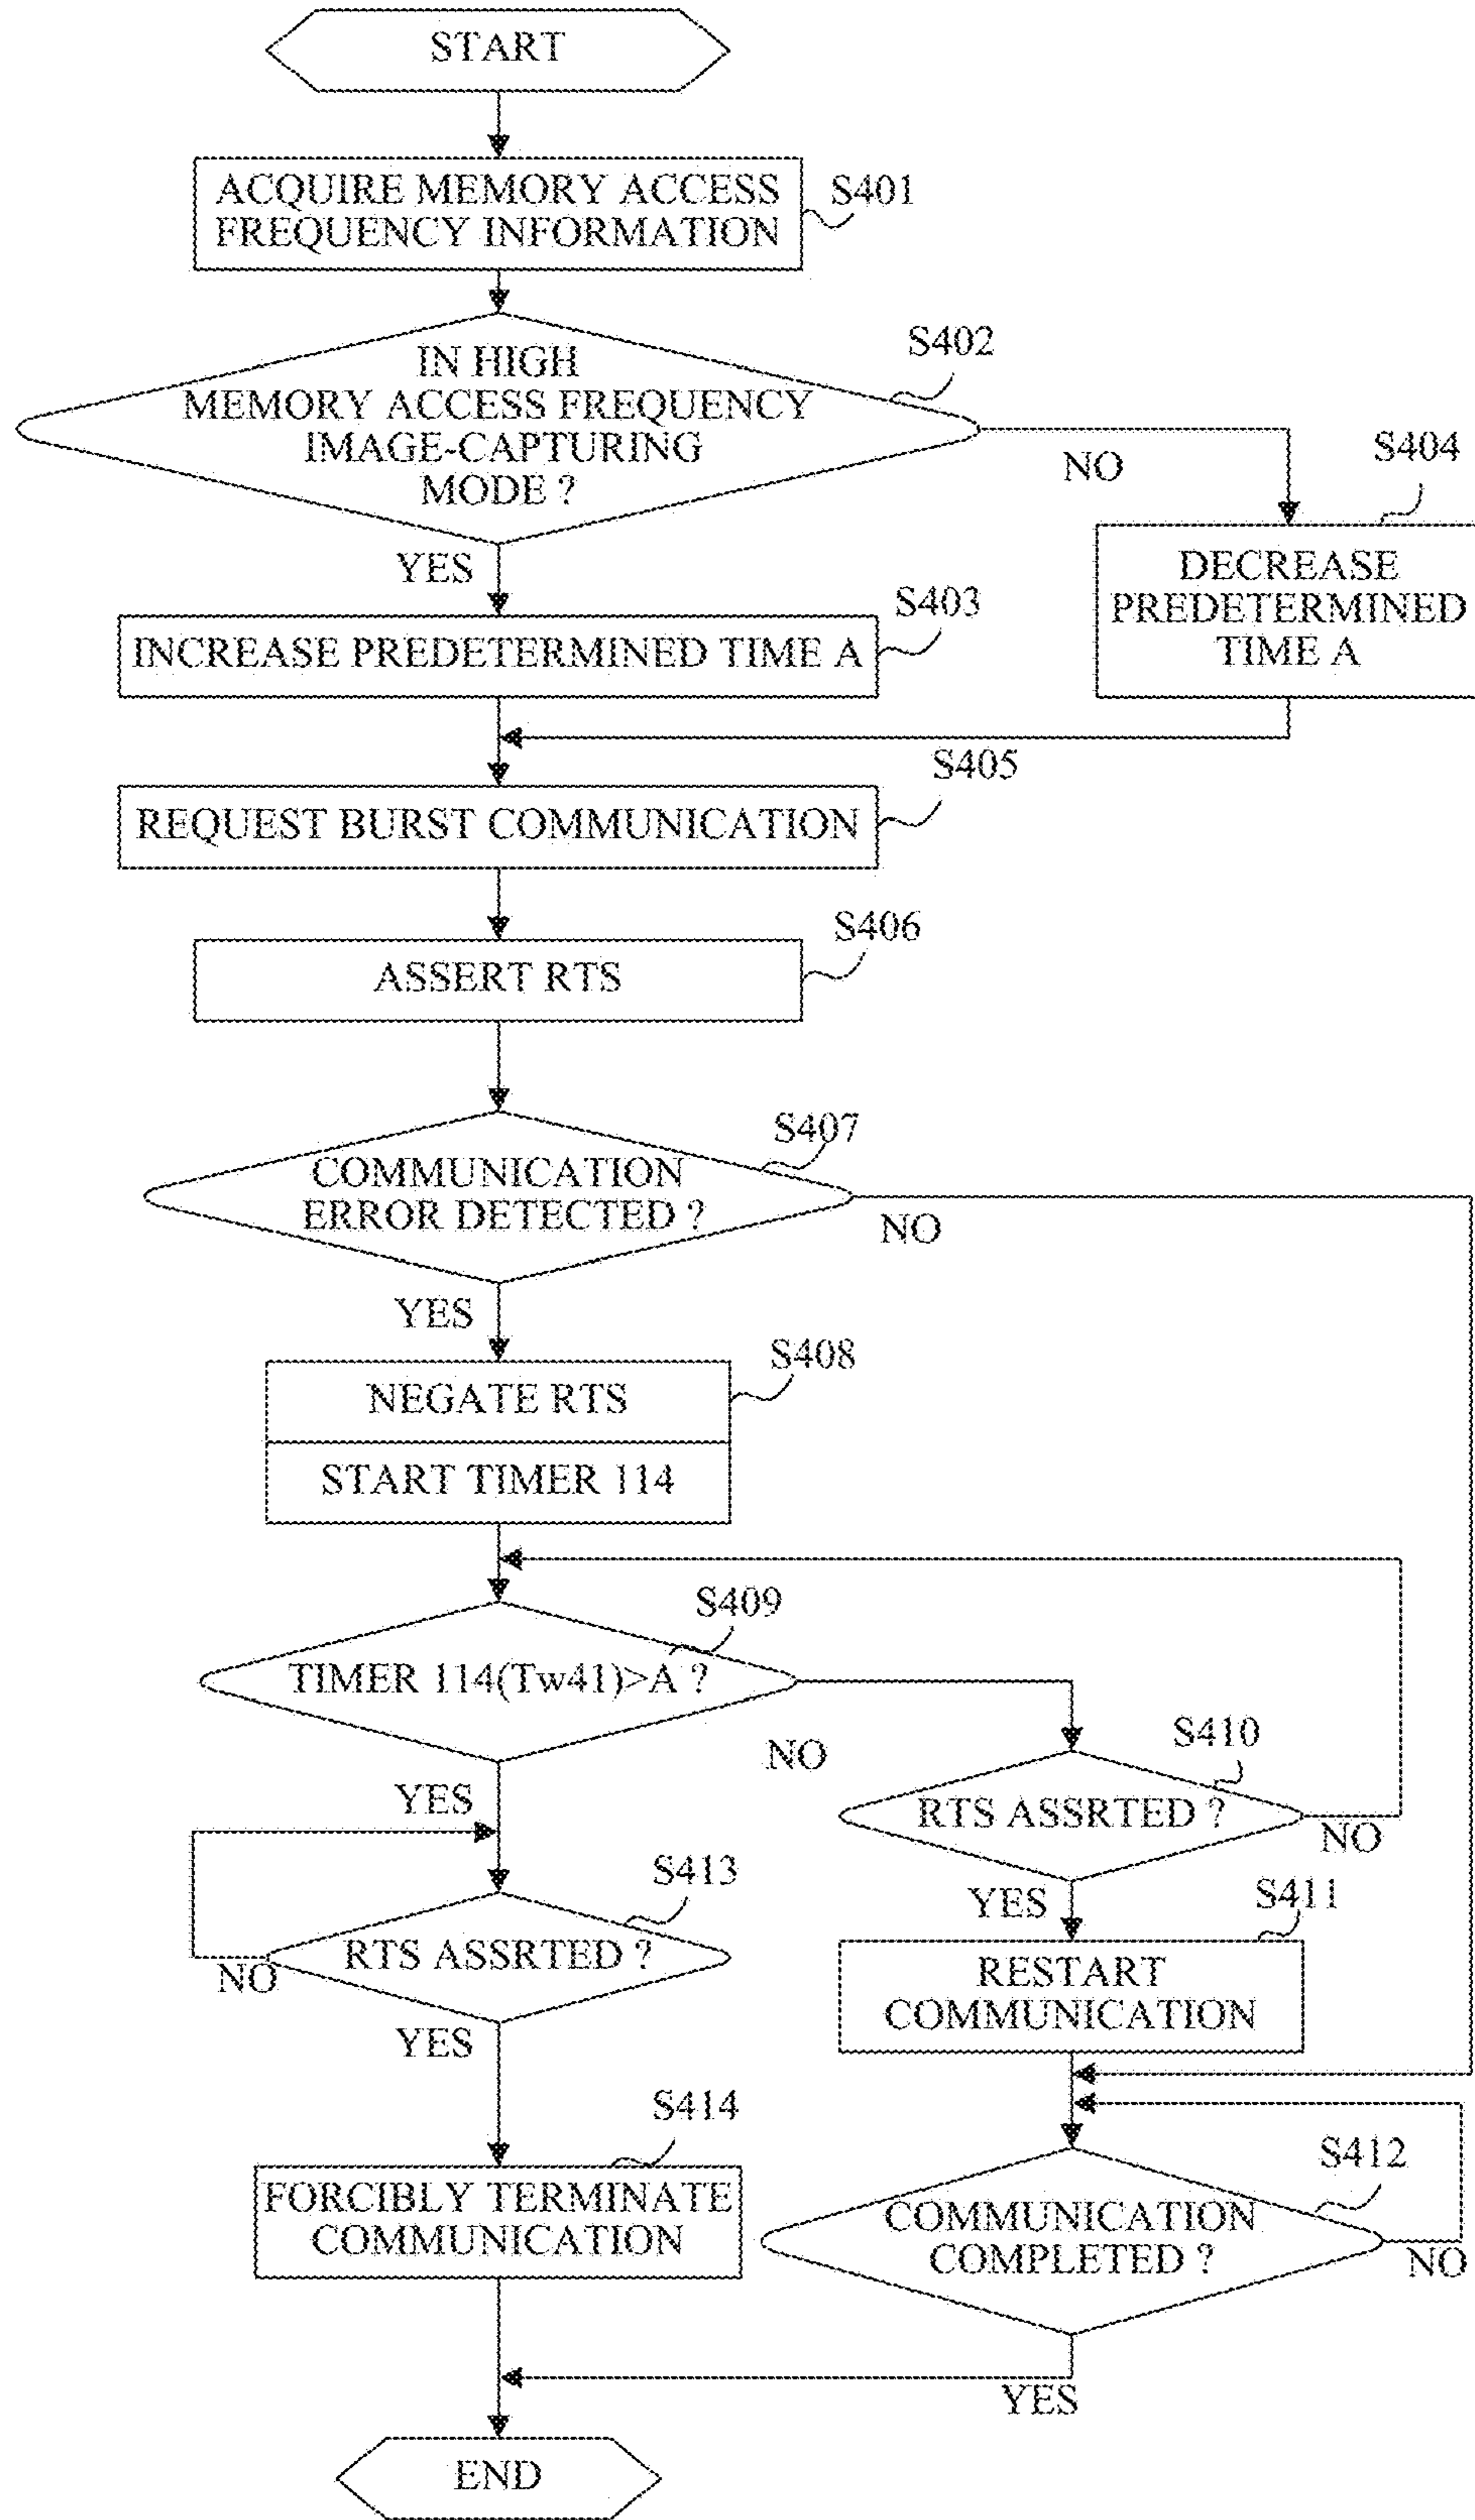 START
ACQUIRE MEMORY ACCESS
FREQUENCY INFORMATION
S401
IN HIGH
MEMORY ACCESS FREQUENCY
IMAGE-CAPTURING
MODE ?
S402
NO
YES
S404
DECREASE
PREDETERMINED
TIME A
S403
INCREASE PREDETERMINED TIME A
S405
REQUEST BURST COMMUNICATION
S406
ASSERT RTS
S407
COMMUNICATION
ERROR DETECTED ?
NO
YES
S408
NEGATE RTS
START TIMER 114
S409
TIMER 114(Tw41)>A ?
NO
YES
S410
RTS ASSRTED ?
NO
YES
S411
RESTART
COMMUNICATION
S413
RTS ASSRTED ?
NO
YES
S414
FORCIBLY TERMINATE
COMMUNICATION
S412
COMMUNICATION
COMPLETED ?
NO
YES
END